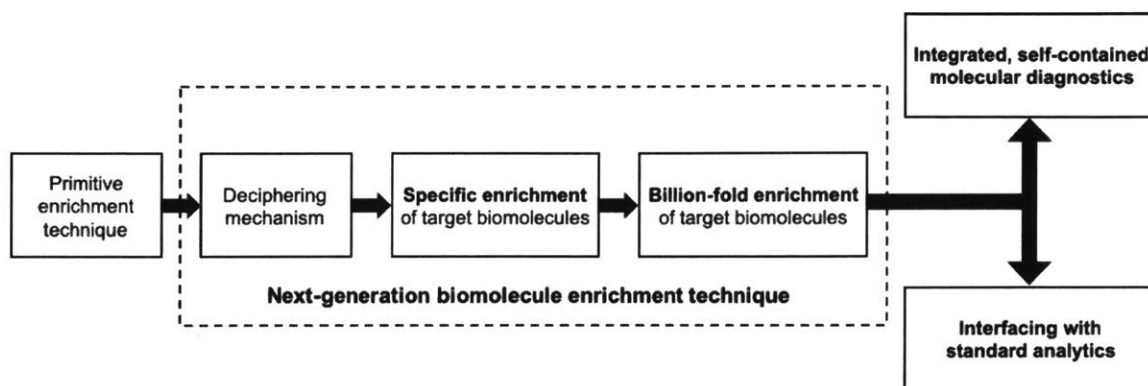 Integrated, self-contained
molecular diagnostics
Primitive
enrichment
technique
Deciphering
mechanism
Specific enrichment
of target biomolecules
Billion-fold enrichment
of target biomolecules
Next-generation biomolecule enrichment technique
Interfacing with
standard analytics